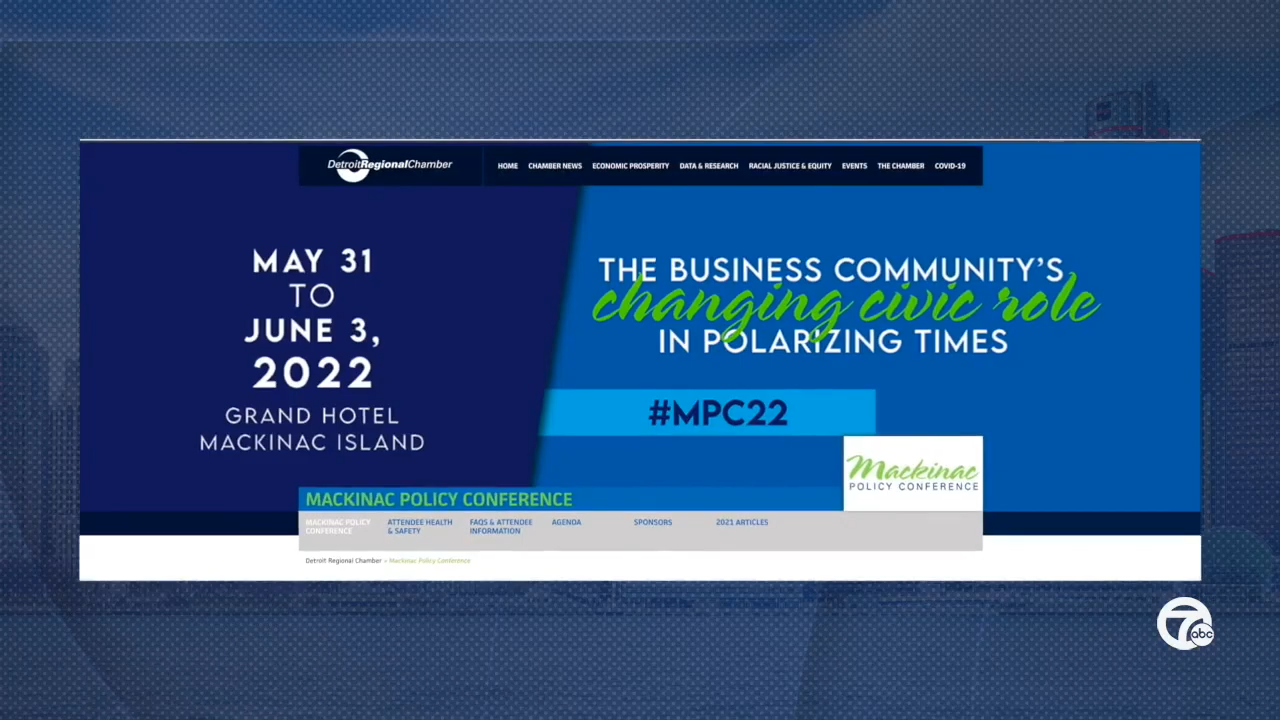 DetroitRegionalChamber
HOME CHAMBER NEWS ECONOMIC PROSPERITY DATA & RESEARCH RACIAL JUSTICE & EQUITY EVENTS THE CHAMBER COVID-19
MAY 31
TO
JUNE 3,
2022
GRAND HOTEL
MACKINAC ISLAND
THE BUSINESS COMMUNITY'S
changing civic role
IN POLARIZING TIMES
#MPC22
Mackinac
POLICY CONFERENCE
MACKINAC POLICY CONFERENCE
MACKINAC POLICY
CONFERENCE
ATTENDEE HEALTH
& SAFETY
FAQS & ATTENDEE
INFORMATION
AGENDA
SPONSORS
2021 ARTICLES
Detroit Regional Chamber > Mackinac Policy Conference
7 abc